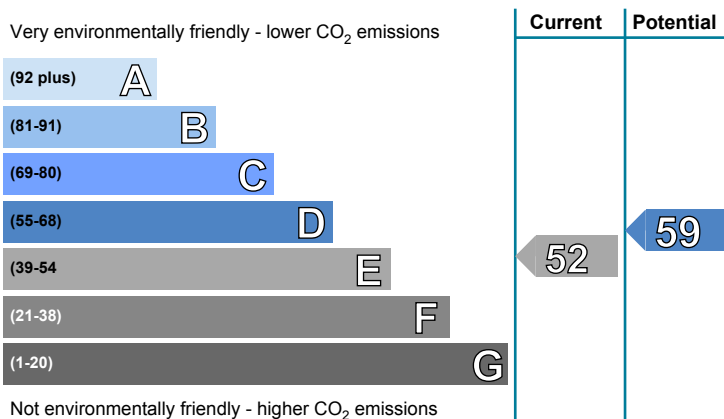 Current Potential
Very environmentally friendly - lower CO2 emissions
(92 plus) A
(81-91) B
(69-80) C
(55-68) D
59
(39-54 E
52
(21-38) F
(1-20) G
Not environmentally friendly - higher CO2 emissions